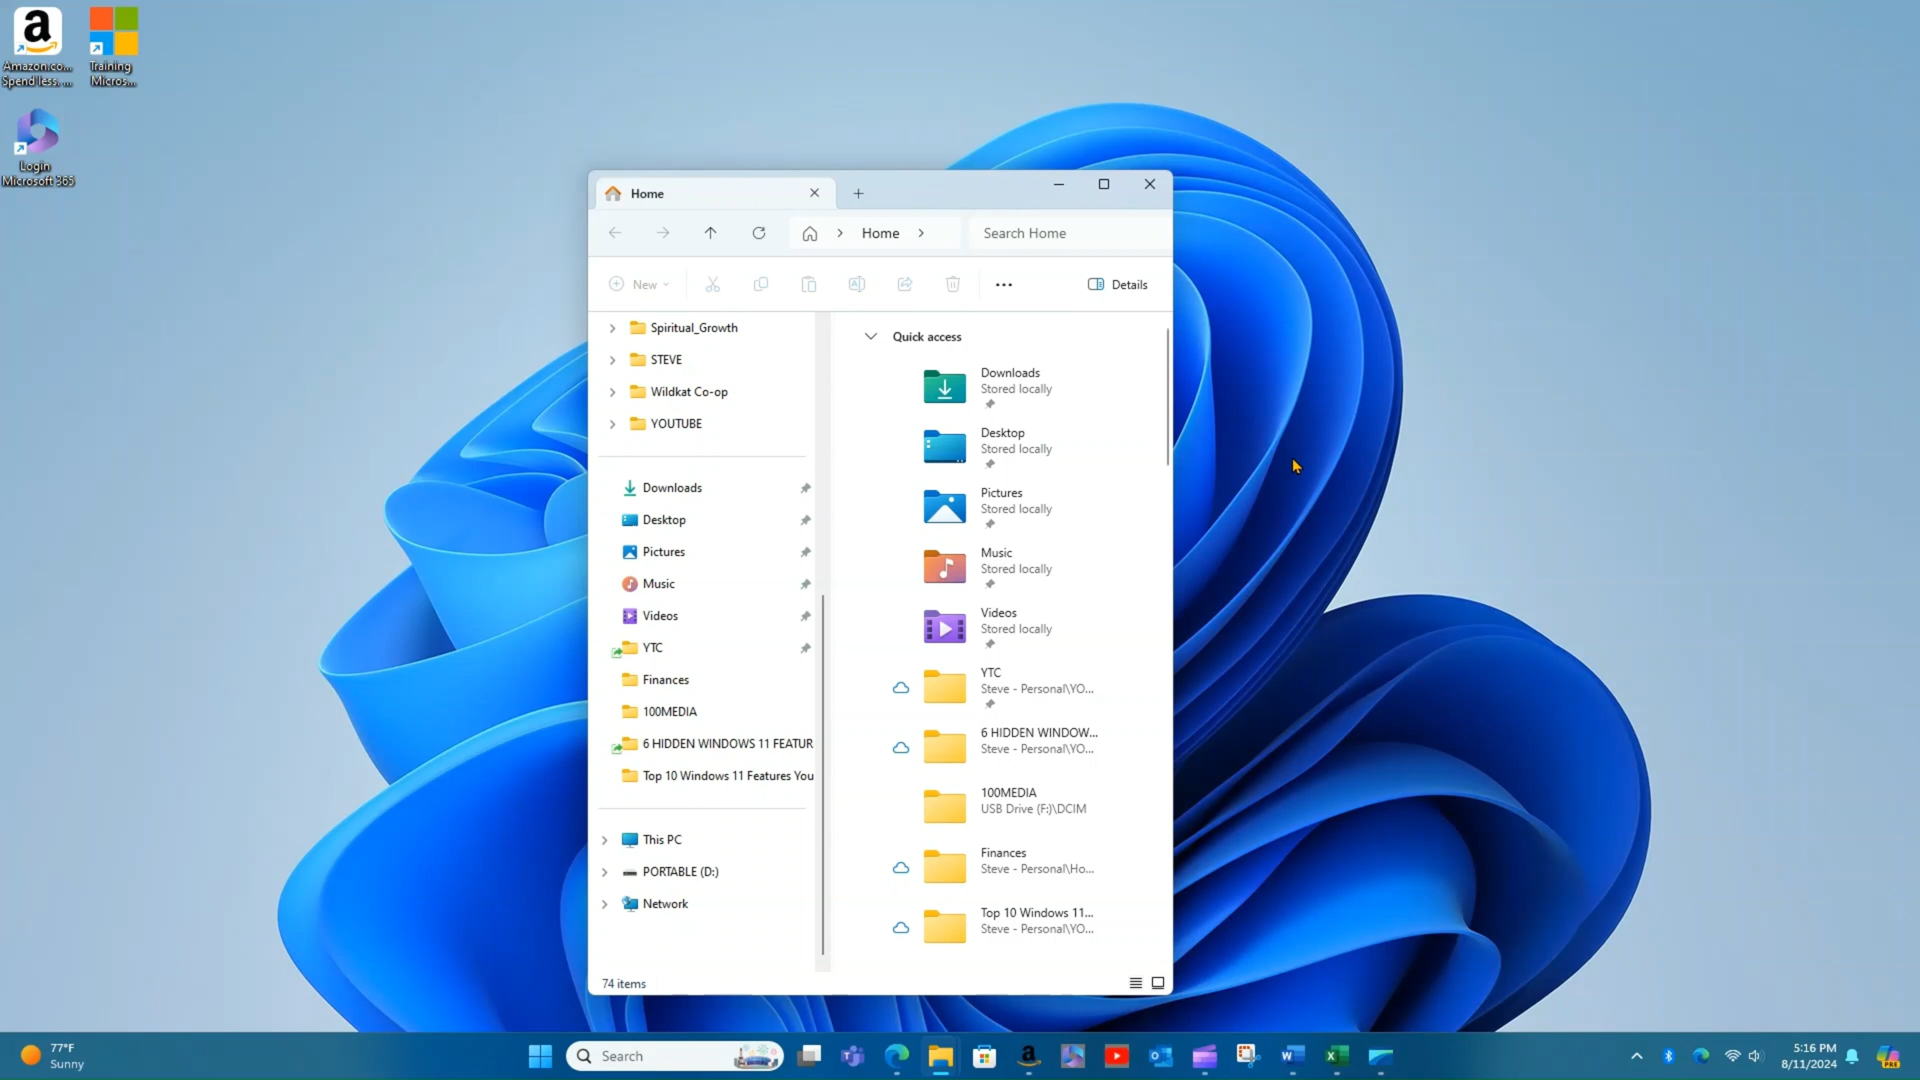 Amazon.co...
Spend less. ...
Training
Micros...
Login
Microsoft 365
Home
Home
Search Home
New
Details
Spiritual_Growth
STEVE
Wildkat Co-op
YOUTUBE
Downloads
Desktop
Pictures
Music
Videos
YTC
Finances
100MEDIA
6 HIDDEN WINDOWS 11 FEATUR
Top 10 Windows 11 Features You
This PC
PORTABLE (D:)
Network
Quick access
Downloads
Stored locally
Desktop
Stored locally
Pictures
Stored locally
Music
Stored locally
Videos
Stored locally
YTC
Steve - Personal\YO...
6 HIDDEN WINDOW...
Steve - Personal\YO...
100MEDIA
USB Drive (F:)\DCIM
Finances
Steve - Personal\Ho...
Top 10 Windows 11...
Steve - Personal\YO...
74 items
77°F
Sunny
Search
5:16 PM
8/11/2024